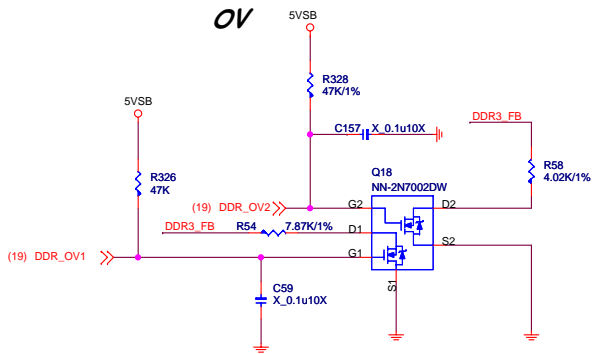 OV
5VSB
R328
47K/1%
5VSB
C157 X_0.1u10X
DDR3_FB
R326
47K
Q18
NN-2N7002DW
R58
4.02K/1%
(19) DDR_OV2
G2
D2
DDR3_FB
R54 7.87K/1%
D1
S2
(19) DDR_OV1
G1
S1
C59
X_0.1u10X